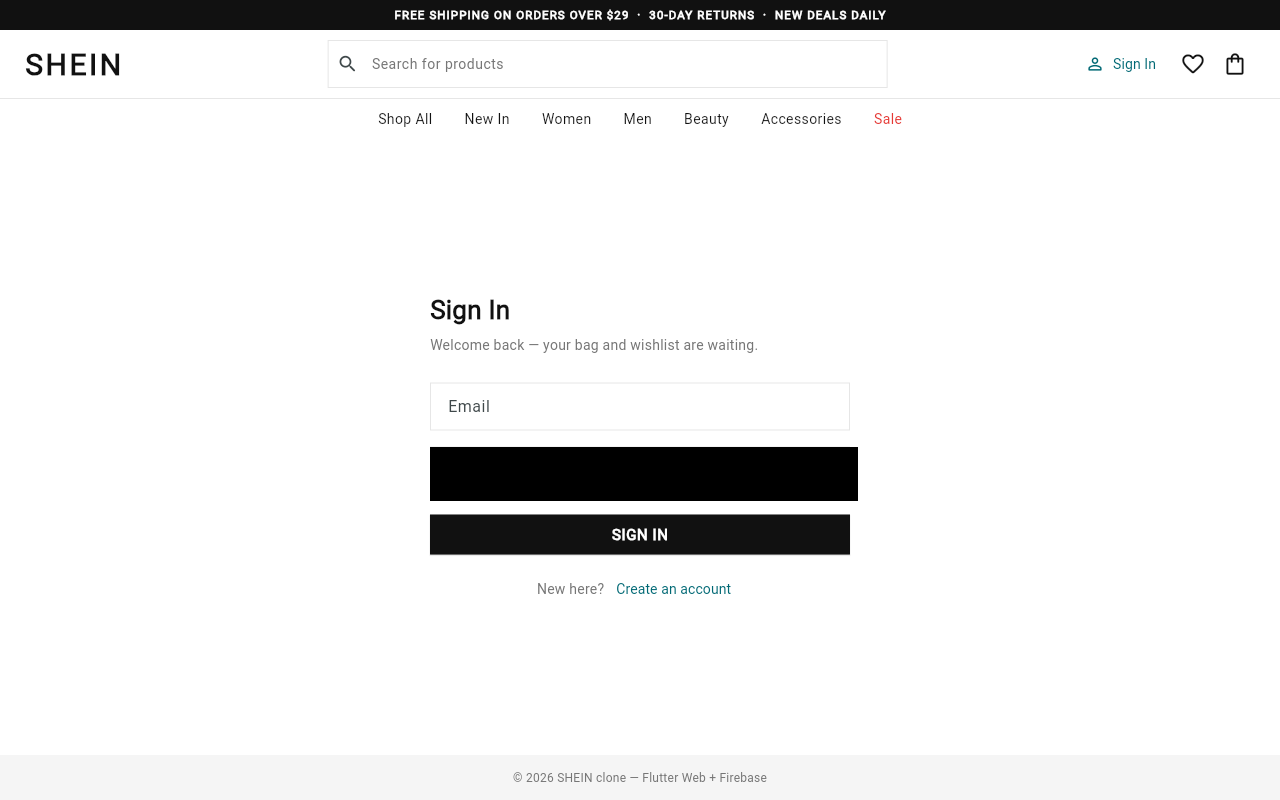 FREE SHIPPING ON ORDERS OVER $29 · 30-DAY RETURNS · NEW DEALS DAILY
SHEIN
Search for products
Sign In
Shop All New In Women Men Beauty Accessories Sale
Sign In
Welcome back — your bag and wishlist are waiting.
Email
SIGN IN
New here? Create an account
© 2026 SHEIN clone — Flutter Web + Firebase